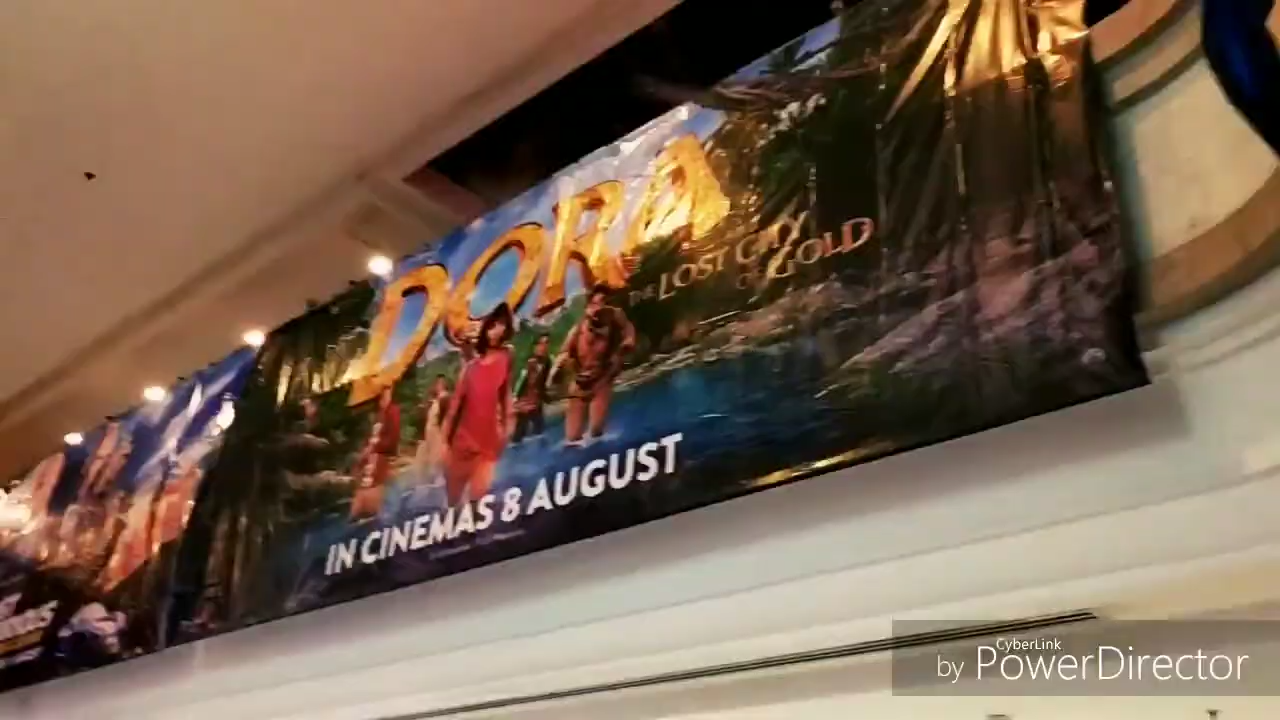 DORA
THE LOST CITY
OF GOLD
IN CINEMAS 8 AUGUST
CyberLink
by PowerDirector